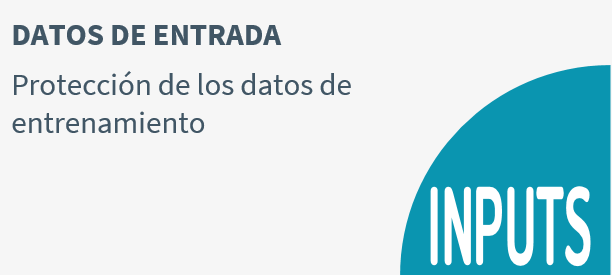 DATOS DE ENTRADA
Protección de los datos de
entrenamiento
INPUTS